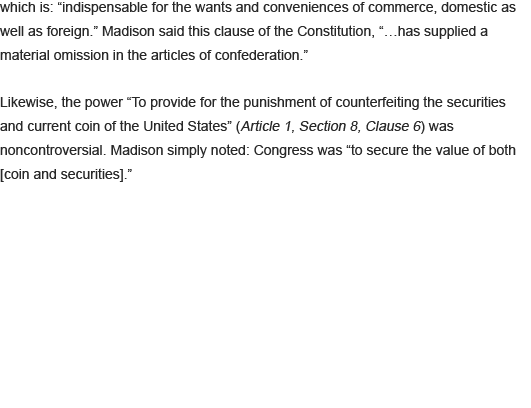 which is: “indispensable for the wants and conveniences of commerce, domestic as
well as foreign.” Madison said this clause of the Constitution, “…has supplied a
material omission in the articles of confederation.”
Likewise, the power “To provide for the punishment of counterfeiting the securities
and current coin of the United States” (Article 1, Section 8, Clause 6) was
noncontroversial. Madison simply noted: Congress was “to secure the value of both
[coin and securities].”